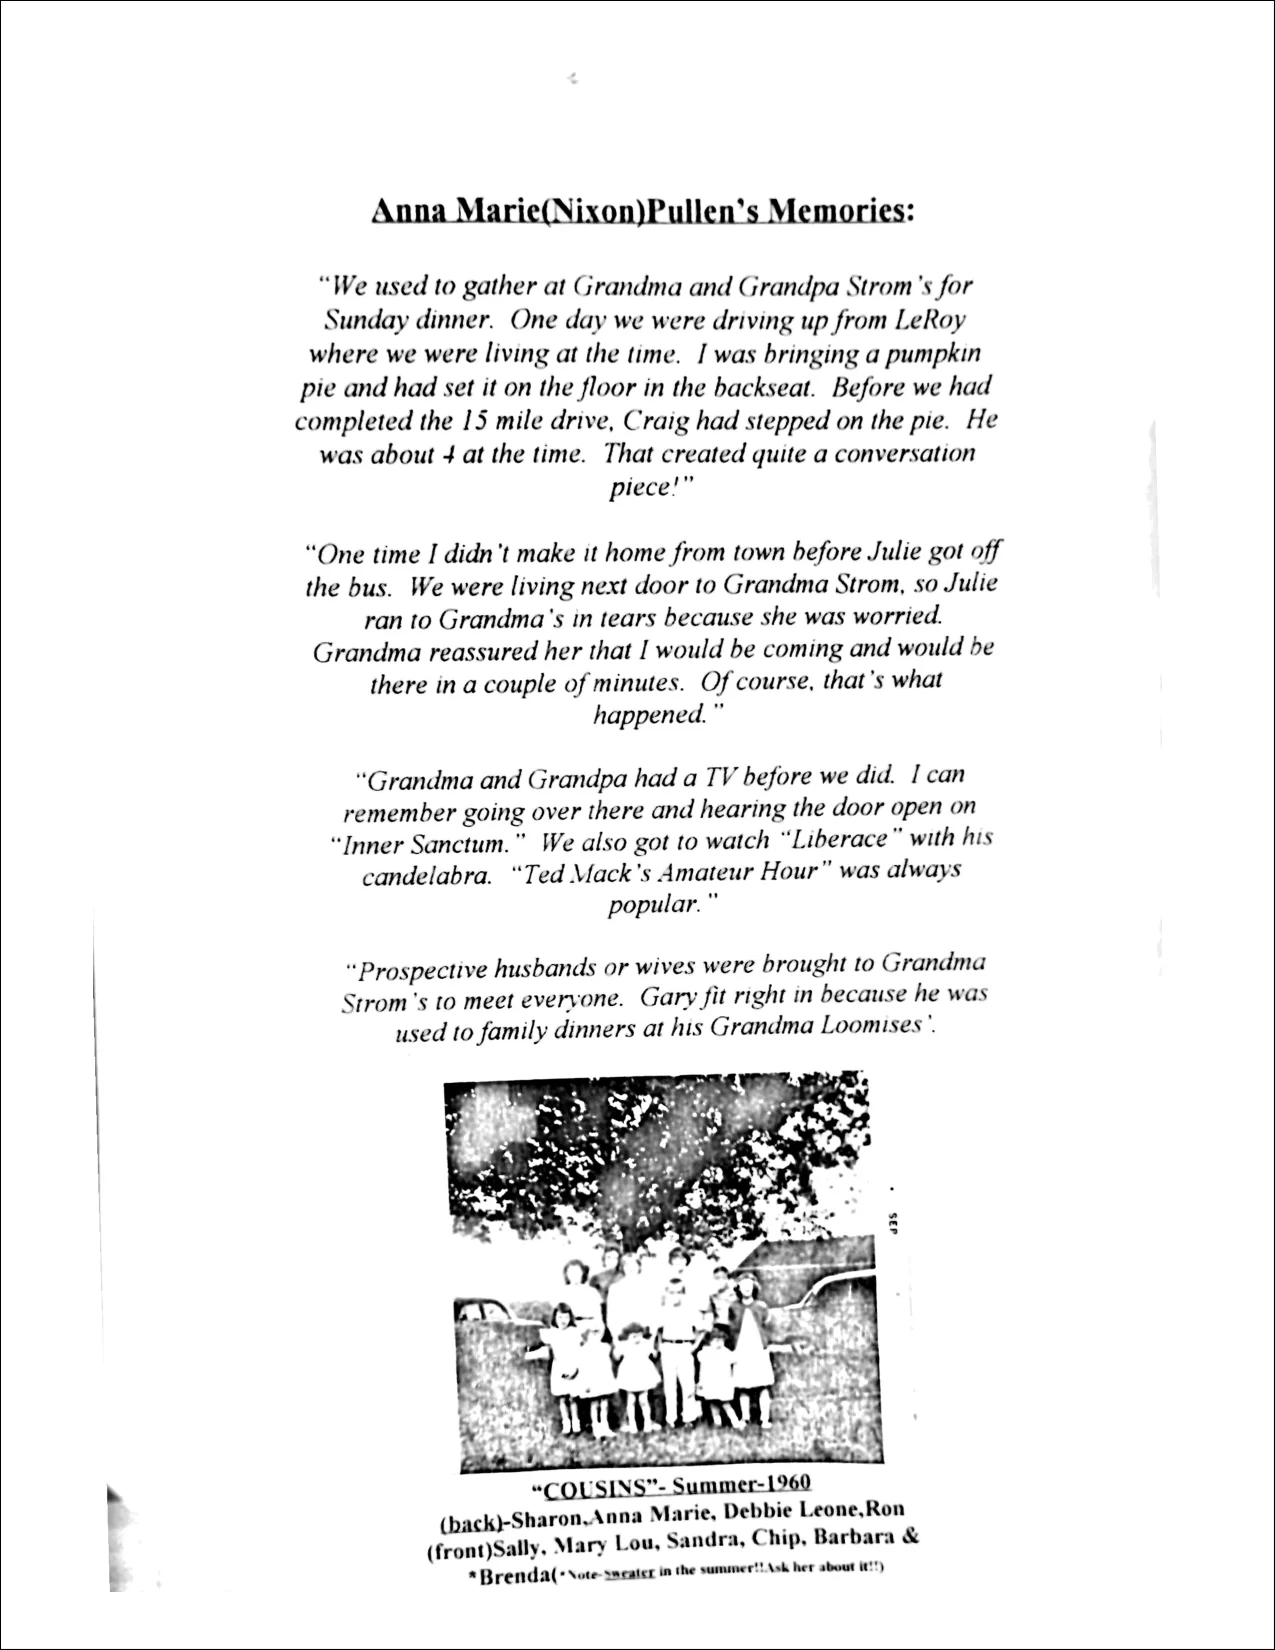 Anna Marie(Nixon)Pullen's Memories:
"We used to gather at Grandma and Grandpa Strom's for
Sunday dinner. One day we were driving up from LeRoy
where we were living at the time. I was bringing a pumpkin
pie and had set it on the floor in the backseat. Before we had
completed the 15 mile drive, Craig had stepped on the pie. He
was about 4 at the time. That created quite a conversation
piece!"
"One time I didn't make it home from town before Julie got off
the bus. We were living next door to Grandma Strom, so Julie
ran to Grandma's in tears because she was worried.
Grandma reassured her that I would be coming and would be
there in a couple of minutes. Of course, that's what
happened."
"Grandma and Grandpa had a TV before we did. I can
remember going over there and hearing the door open on
"Inner Sanctum." We also got to watch "Liberace" with his
candelabra. "Ted Mack's Amateur Hour" was always
popular."
"Prospective husbands or wives were brought to Grandma
Strom's to meet everyone. Gary fit right in because he was
used to family dinners at his Grandma Loomises'.
SEP
"COUSINS"- Summer-1960
(back)-Sharon,Anna Marie, Debbie Leone,Ron
(front)Sally, Mary Lou, Sandra, Chip, Barbara &
*Brenda(*Note-Sweater in the summer!!Ask her about it!!)